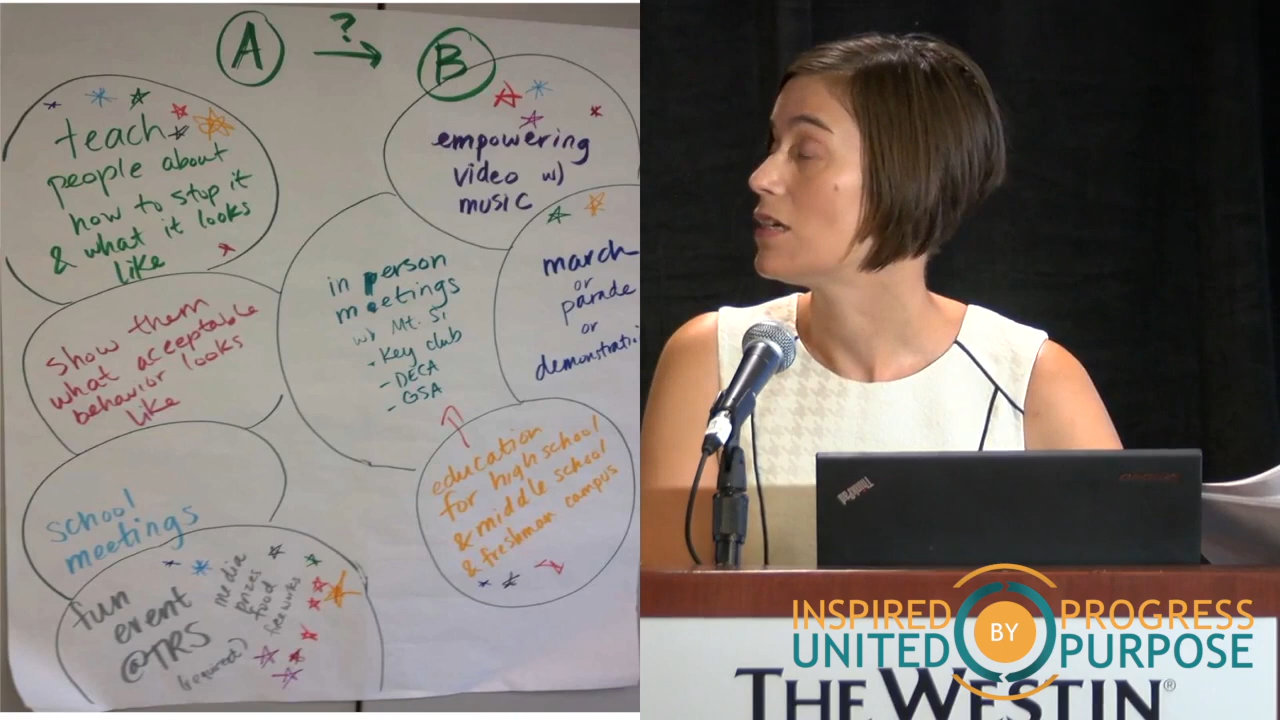 A ? B
teach
people about
how to stop it
& what it looks
like
empowering
video w)
music
in person
meetings
w) Mt. Si
- Key club
- DECA
- GSA
march
or
parade
or
demonstrati
show them
what acceptable
behavior looks
like
education
for high school
& middle school
& freshman campus
school
meetings
fun
event
@TRS
(required)
media
prizes
food
fireworks
ThinkPad
INSPIRED BY PROGRESS
UNITED PURPOSE
THE WESTIN®